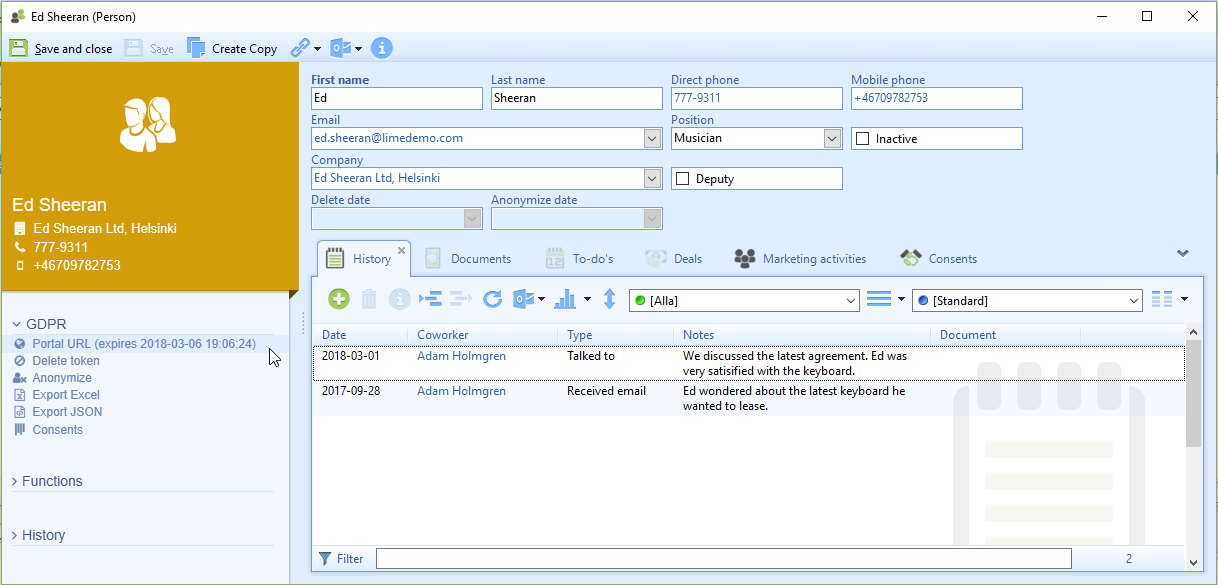 Ed Sheeran (Person)
Save and close Save Create Copy
Ed Sheeran
Ed Sheeran Ltd, Helsinki
777-9311
+46709782753
GDPR
Portal URL (expires 2018-03-06 19:06:24)
Delete token
Anonymize
Export Excel
Export JSON
Consents
Functions
History
First name Last name Direct phone Mobile phone
Ed Sheeran 777-9311 +46709782753
Email Position
ed.sheeran@limedemo.com Musician Inactive
Company
Ed Sheeran Ltd, Helsinki Deputy
Delete date Anonymize date
History Documents To-do's Deals Marketing activities Consents
[Alla] [Standard]
Date Coworker Type Notes Document
2018-03-01 Adam Holmgren Talked to We discussed the latest agreement. Ed was
very satisified with the keyboard.
2017-09-28 Adam Holmgren Received email Ed wondered about the latest keyboard he
wanted to lease.
Filter 2